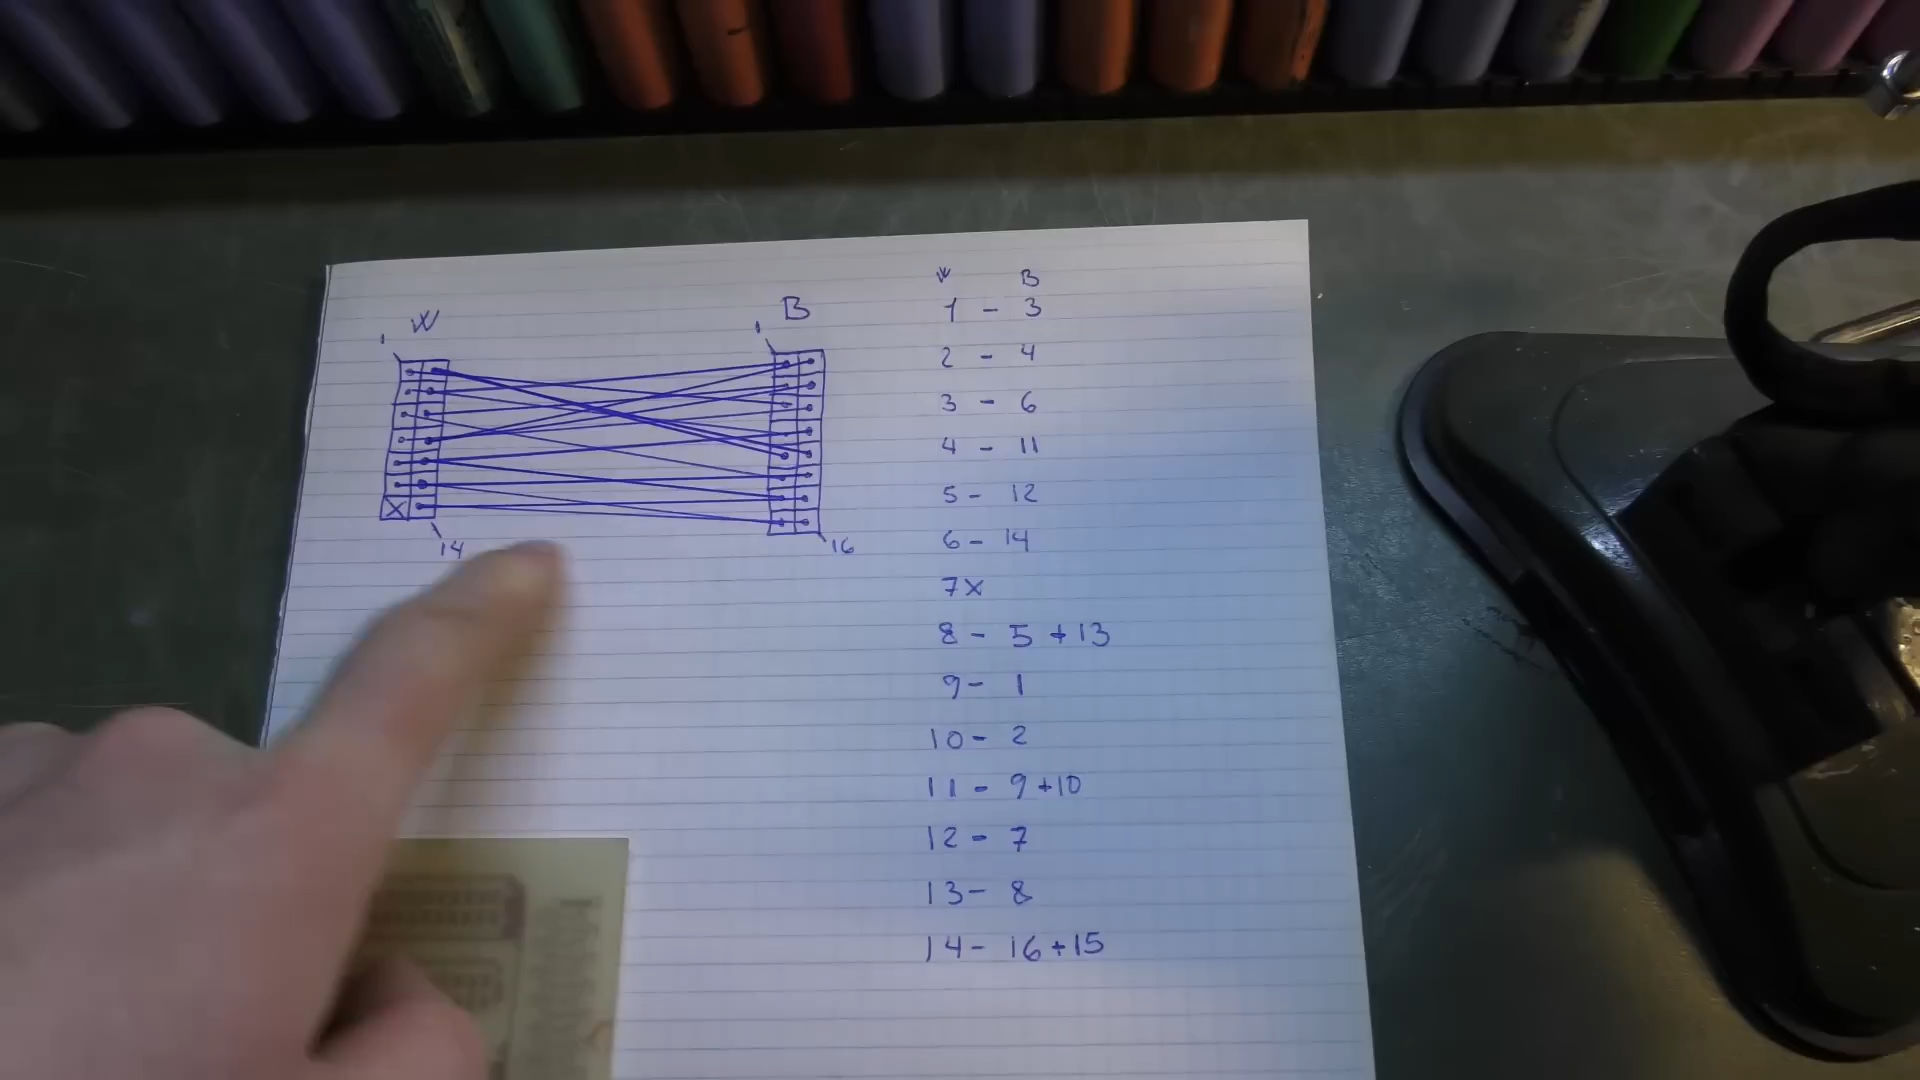 W B
1 1
14 16
W B
1 - 3
2 - 4
3 - 6
4 - 11
5 - 12
6 - 14
7 X
8 - 5 + 13
9 - 1
10 - 2
11 - 9 + 10
12 - 7
13 - 8
14 - 16 + 15